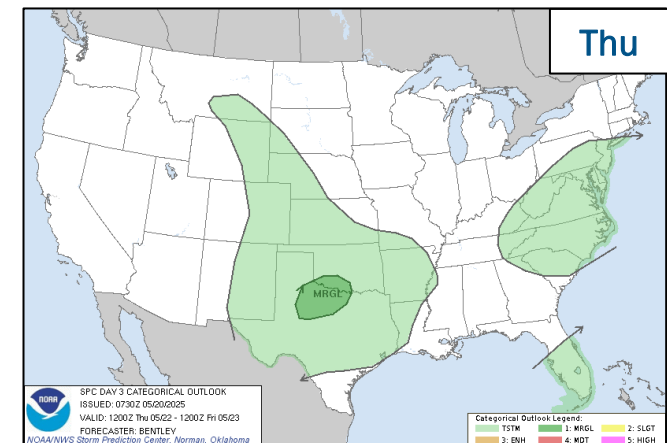 Thu
MRGL
SPC DAY 3 CATEGORICAL OUTLOOK
ISSUED: 0730Z 05/20/2025
VALID: 1200Z Thu 05/22 - 1200Z Fri 05/23
FORECASTER: BENTLEY
NOAA/NWS Storm Prediction Center, Norman, Oklahoma
NOAA
Categorical Outlook Legend:
TSTM 1: MRGL 2: SLGT
3: ENH 4: MDT 5: HIGH